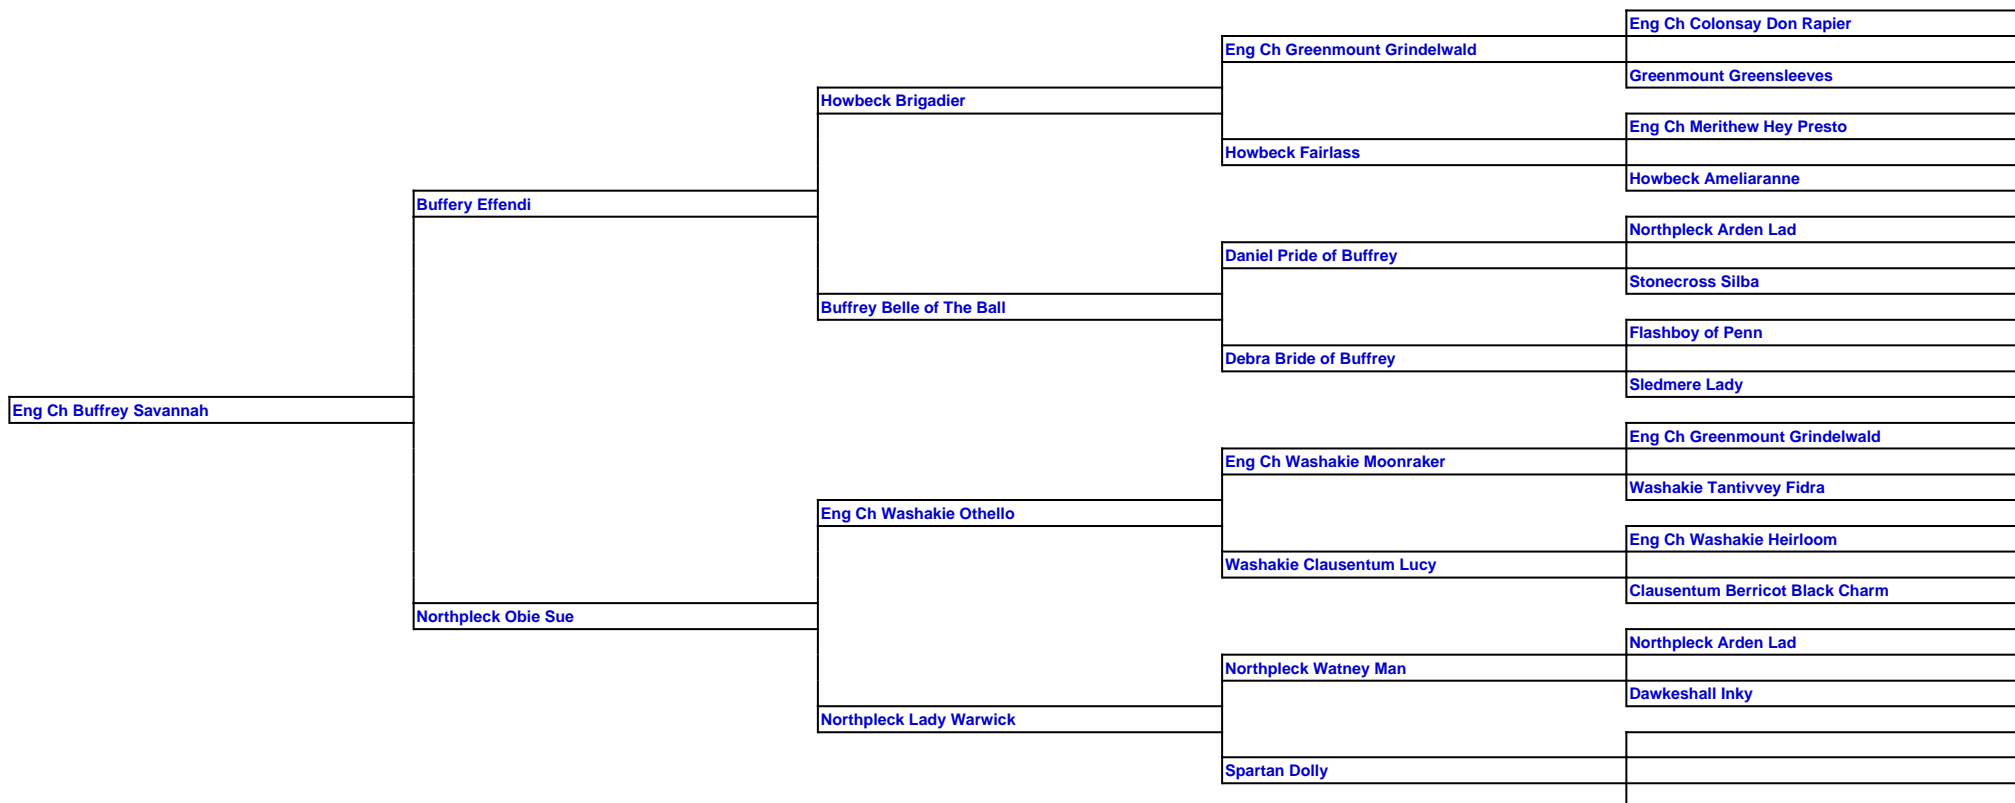 Eng Ch Colonsay Don Rapier
Eng Ch Greenmount Grindelwald
Greenmount Greensleeves
Howbeck Brigadier
Eng Ch Merithew Hey Presto
Howbeck Fairlass
Howbeck Ameliaranne
Buffery Effendi
Northpleck Arden Lad
Daniel Pride of Buffrey
Stonecross Silba
Buffrey Belle of The Ball
Flashboy of Penn
Debra Bride of Buffrey
Sledmere Lady
Eng Ch Buffrey Savannah
Eng Ch Greenmount Grindelwald
Eng Ch Washakie Moonraker
Washakie Tantivvey Fidra
Eng Ch Washakie Othello
Eng Ch Washakie Heirloom
Washakie Clausentum Lucy
Clausentum Berricot Black Charm
Northpleck Obie Sue
Northpleck Arden Lad
Northpleck Watney Man
Dawkeshall Inky
Northpleck Lady Warwick
Spartan Dolly